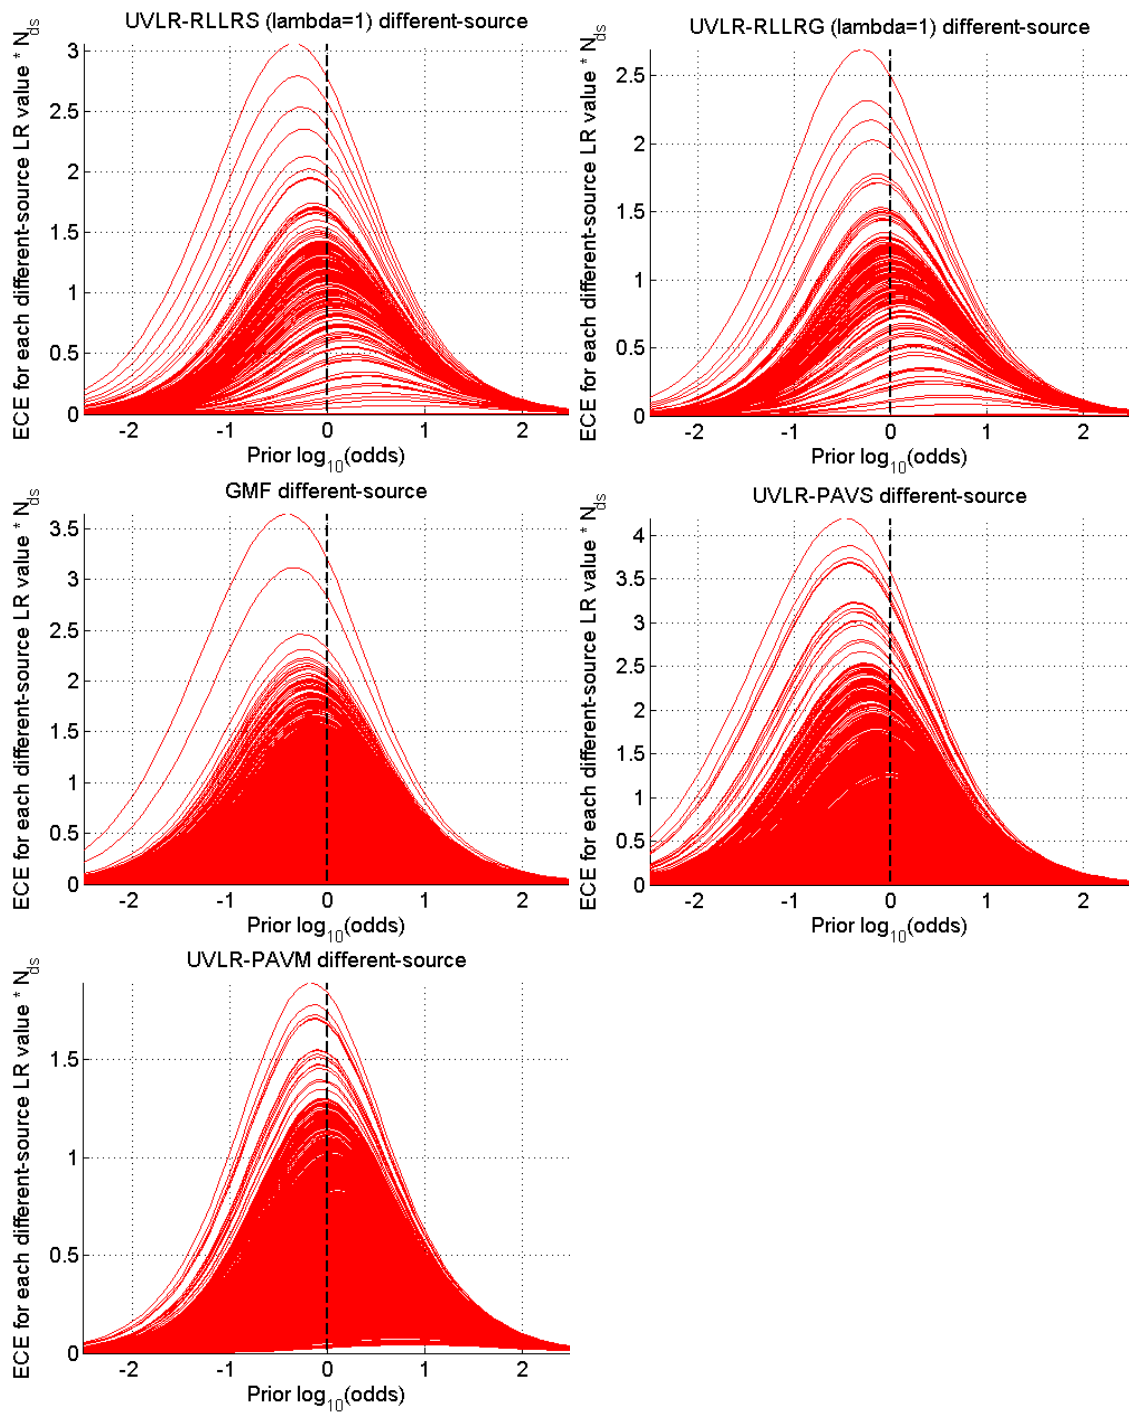 UVLR-RLLRS (lambda=1) different-source
ECE for each different-source LR value * N_ds
3
2.5
2
1.5
1
0.5
0
-2 -1 0 1 2
Prior log_10(odds)
UVLR-RLLRG (lambda=1) different-source
ECE for each different-source LR value * N_ds
2.5
2
1.5
1
0.5
0
-2 -1 0 1 2
Prior log_10(odds)
GMF different-source
ECE for each different-source LR value * N_ds
3.5
3
2.5
2
1.5
1
0.5
0
-2 -1 0 1 2
Prior log_10(odds)
UVLR-PAVS different-source
ECE for each different-source LR value * N_ds
4
3.5
3
2.5
2
1.5
1
0.5
0
-2 -1 0 1 2
Prior log_10(odds)
UVLR-PAVM different-source
ECE for each different-source LR value * N_ds
1.5
1
0.5
0
-2 -1 0 1 2
Prior log_10(odds)